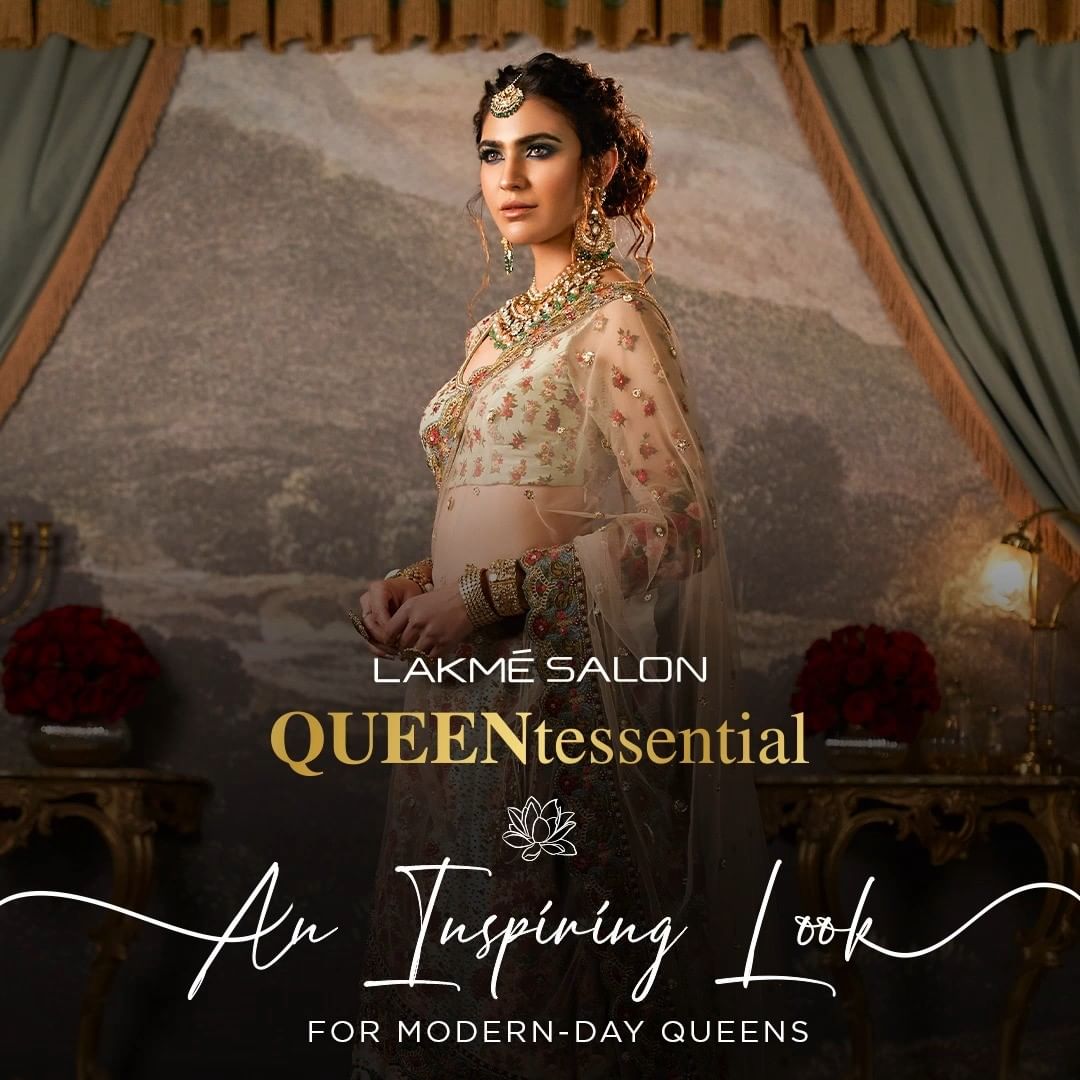 LAKMÉ SALON
QUEENtessential
An Inspiring Look
FOR MODERN-DAY QUEENS